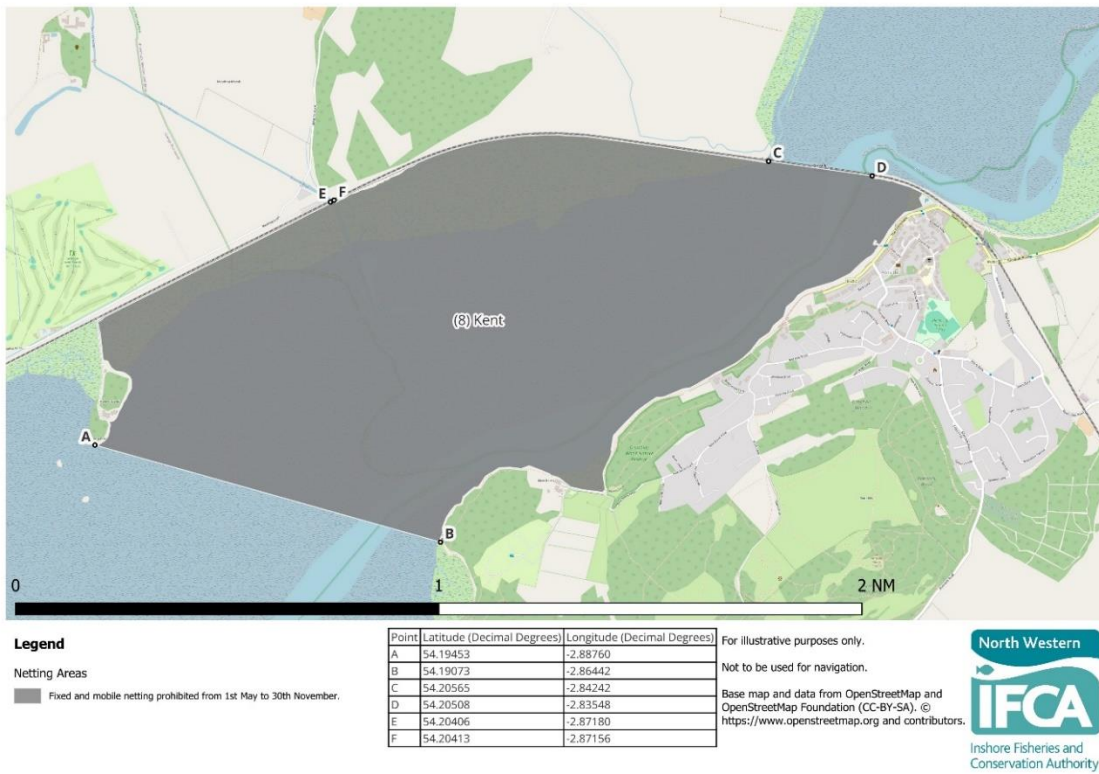 C
D
E
F
(8) Kent
A
B
0
1
2 NM
Legend
Netting Areas
Fixed and mobile netting prohibited from 1st May to 30th November.
Point Latitude (Decimal Degrees) Longitude (Decimal Degrees)
A 54.19453 -2.88760
B 54.19073 -2.86442
C 54.20565 -2.84242
D 54.20508 -2.83548
E 54.20406 -2.87180
F 54.20413 -2.87156
For illustrative purposes only.
Not to be used for navigation.
Base map and data from OpenStreetMap and
OpenStreetMap Foundation (CC-BY-SA). ©
https://www.openstreetmap.org and contributors.
North Western
IFCA
Inshore Fisheries and
Conservation Authority